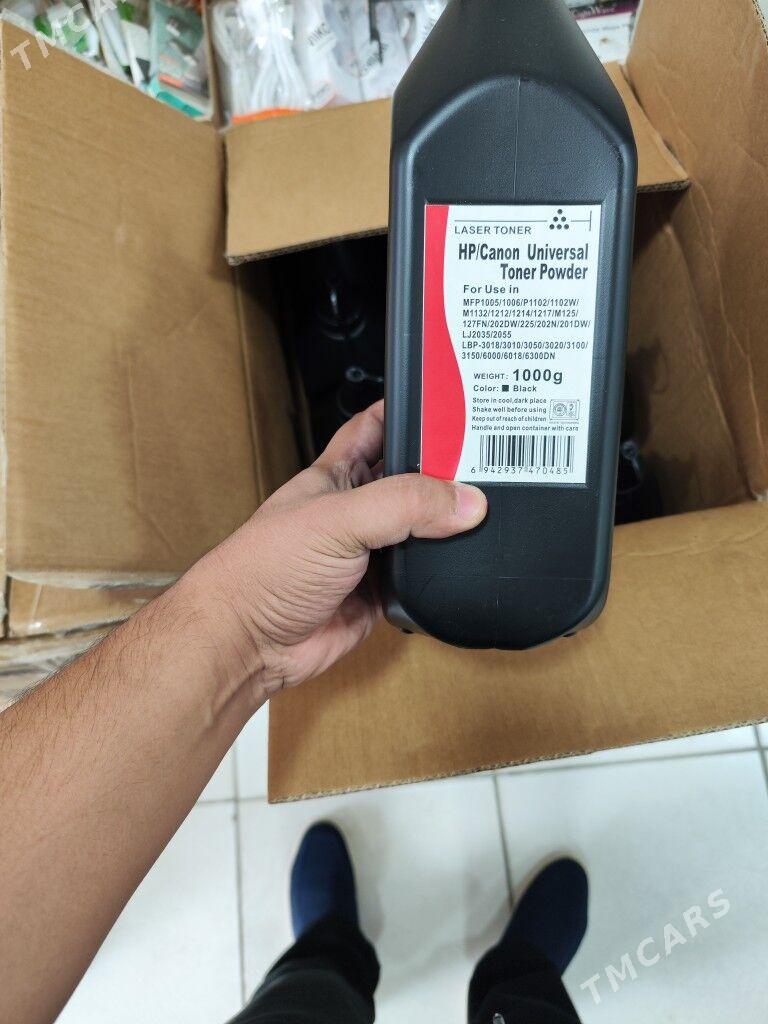 TMCARS
LASER TONER
HP/Canon Universal
Toner Powder
For Use in
MFP1005/1006/P1102/1102W/
M1132/1212/1214/1217/M125/
127FN/202DW/225/202N/201DW/
LJ2035/2055
LBP-3018/3010/3050/3020/3100/
3150/6000/6018/6300DN
WEIGHT: 1000g
Color: Black
Store in cool,dark place
Shake well before using
Keep out of reach of children
Handle and open container with care
6 942937 470485
TMCARS